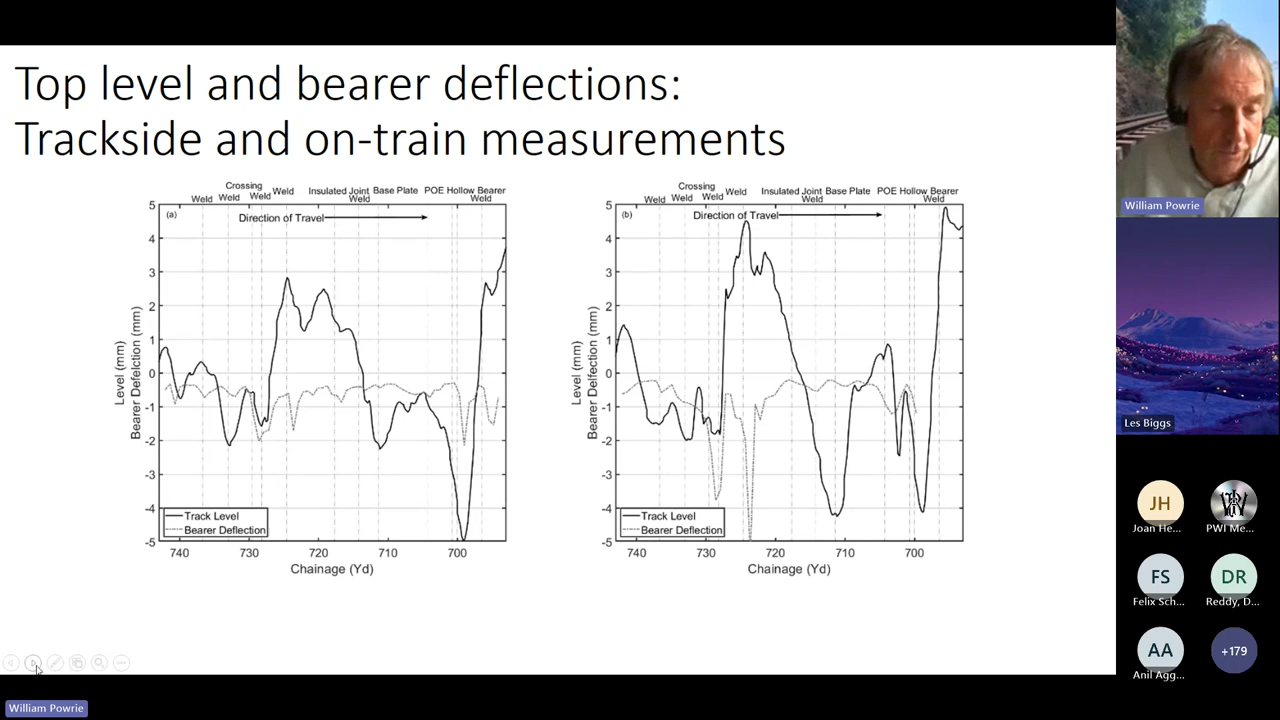 Top level and bearer deflections:
Trackside and on-train measurements
Crossing
Weld Weld Weld Weld Insulated Joint Base Plate POE Hollow Bearer
Weld Weld
(a)
Direction of Travel
5
4
3
2
1
0
-1
-2
-3
-4
-5
Level (mm)
Bearer Defelction (mm)
Track Level
Bearer Deflection
740 730 720 710 700
Chainage (Yd)
Crossing
Weld Weld Weld Weld Insulated Joint Base Plate POE Hollow Bearer
Weld Weld
(b)
Direction of Travel
5
4
3
2
1
0
-1
-2
-3
-4
-5
Level (mm)
Bearer Deflection (mm)
Track Level
Bearer Deflection
740 730 720 710 700
Chainage (Yd)
William Powrie
William Powrie
Les Biggs
JH
Joan He...
PWI Me...
FS
Felix Sch...
DR
Reddy, D...
AA
Anil Agg...
+179